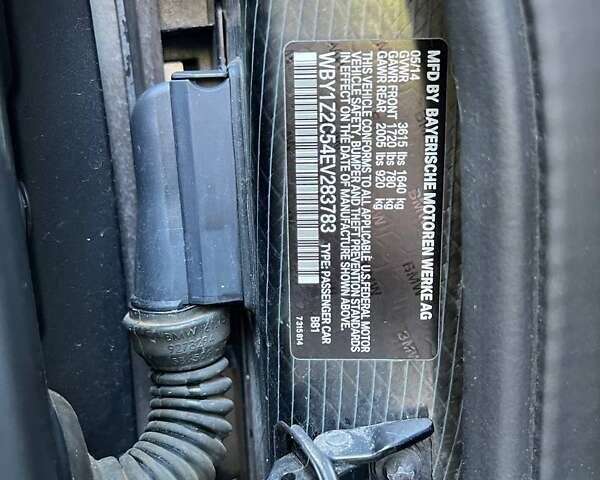 MFD BY BAYERISCHE MOTOREN WERKE AG
05/14
GVWR 3615 lbs 1640 kg
GAWR FRONT 1720 lbs 780 kg
GAWR REAR 2005 lbs 920 kg
THIS VEHICLE CONFORMS TO ALL APPLICABLE U.S.FEDERAL MOTOR
VEHICLE SAFETY, BUMPER AND THEFT PREVENTION STANDARDS
IN EFFECT ON DATE OF MANUFACTURE SHOWN ABOVE.
WBY1Z2C54EV283783 TYPE: PASSENGER CAR
B81
7 315 014
BMW